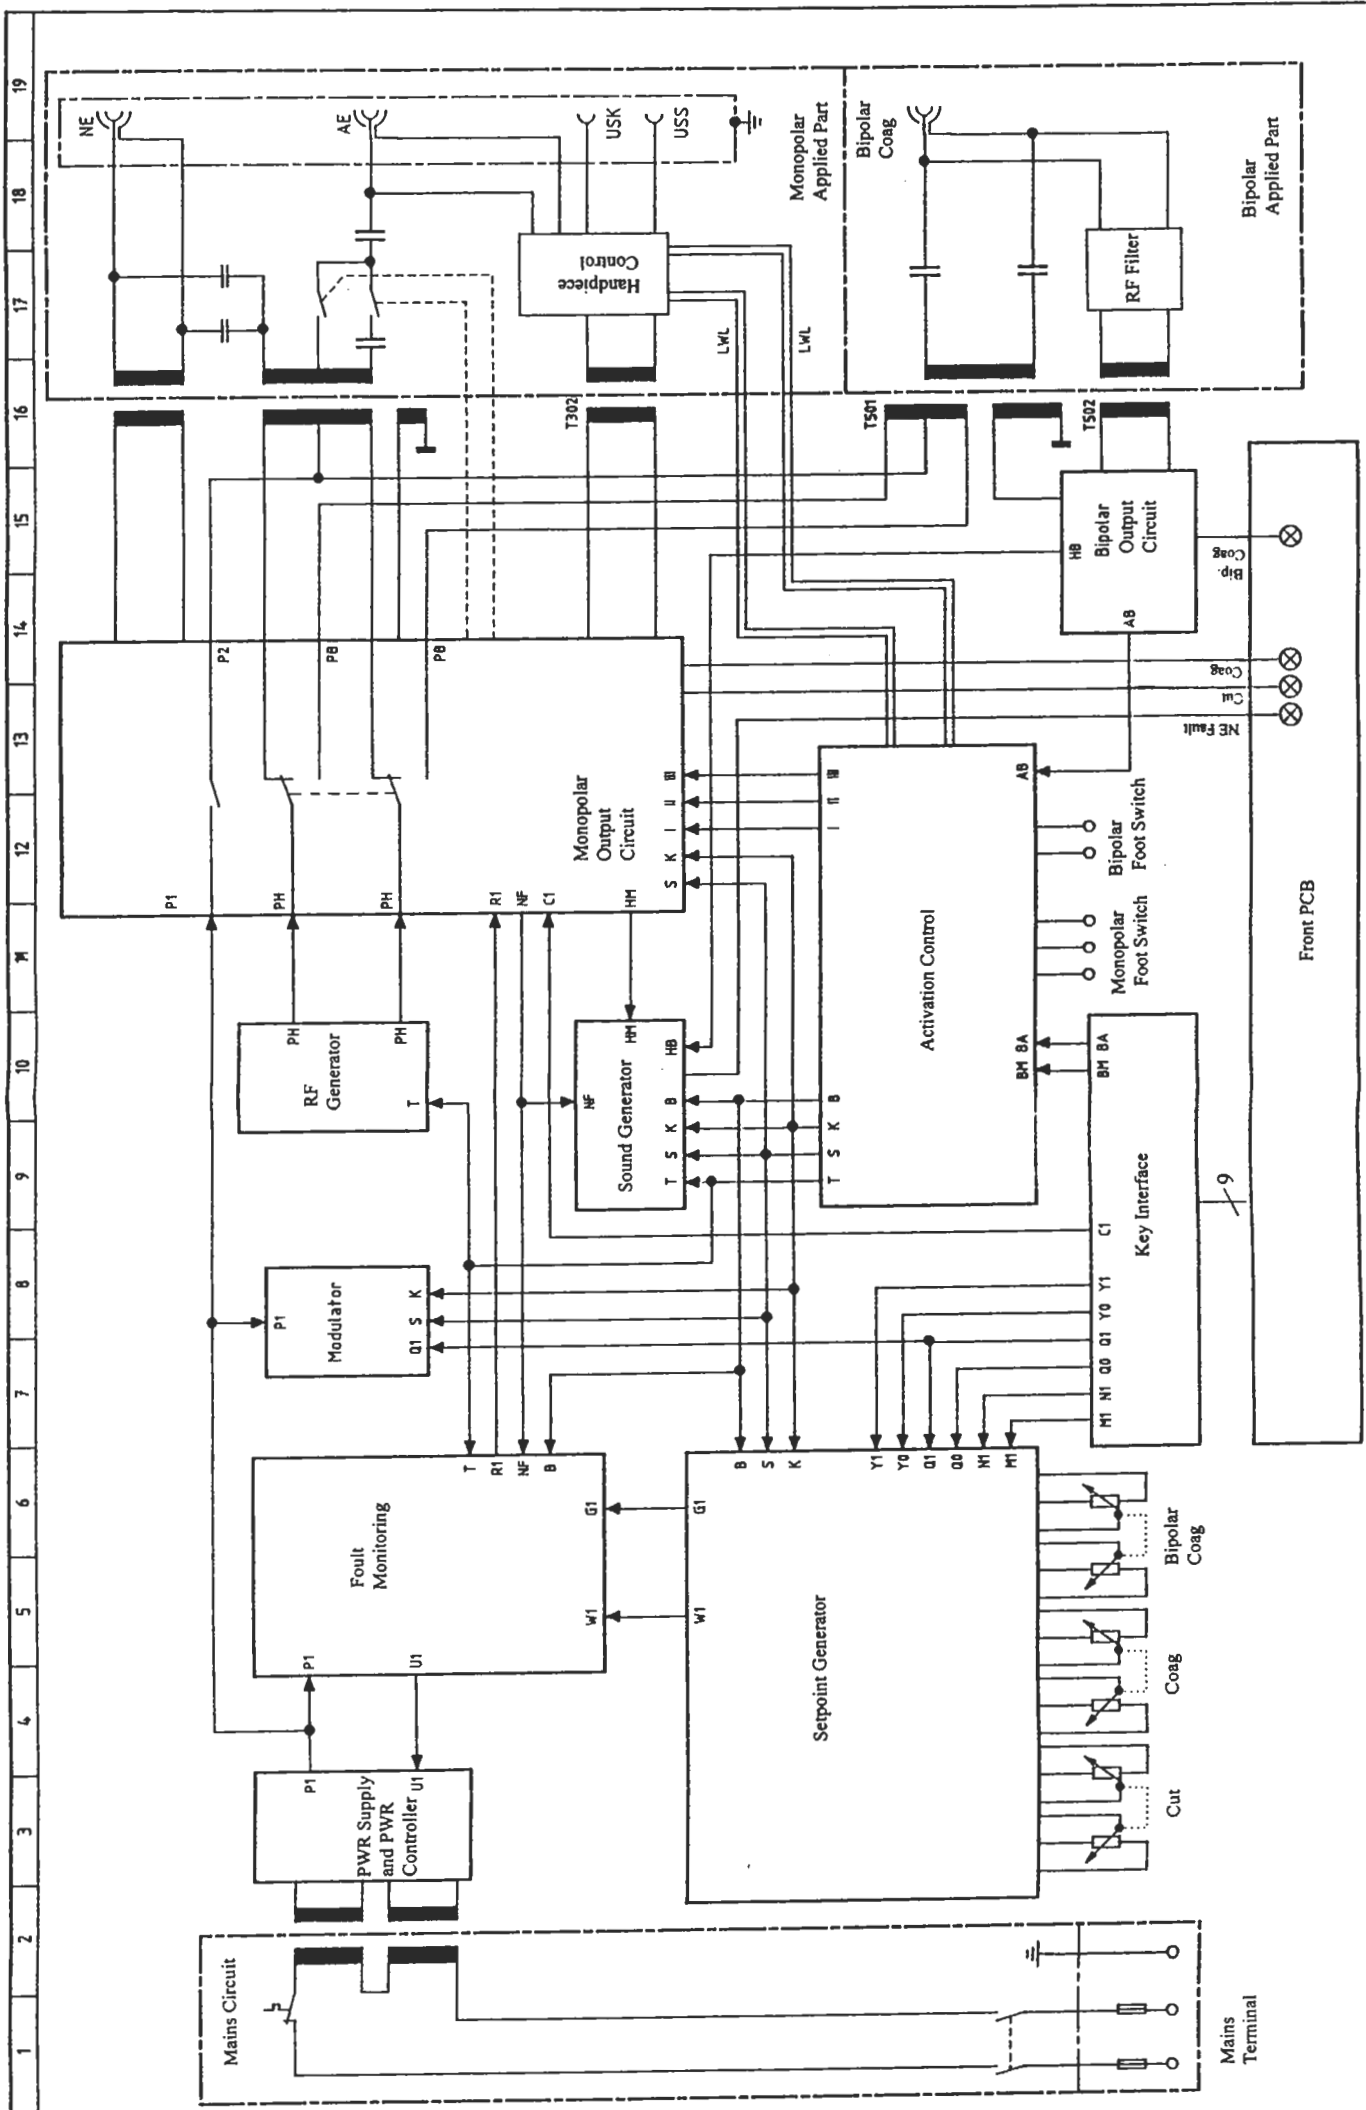 1
2
3
4
5
6
7
8
9
10
11
12
13
14
15
16
17
18
19
Mains Circuit
Mains
Terminal
PWR Supply
and PWR
Controller
P1
U1
P1
U1
Foult
Monitoring
W1
G1
T
R1
NF
B
Setpoint Generator
W1
G1
B
S
K
Y1
Y0
Q1
Q0
N1
M1
Cut
Coag
Bipolar
Coag
Modulator
P1
Q1
S
K
RF
Generator
T
PH
PH
Sound Generator
NF
HM
T
S
K
B
HB
Key Interface
M1
N1
Q0
Q1
Y0
Y1
C1
BM
8A
9
Activation Control
T
S
K
B
I
II
III
BM
8A
AB
Monopolar
Foot Switch
Bipolar
Foot Switch
Monopolar
Output
Circuit
P1
PH
PH
R1
NF
C1
HM
S
K
I
II
III
P2
P8
P8
Front PCB
NE Fault
Cut
Coag
Bip.
Coag
Bipolar
Output
Circuit
AB
HB
T302
T501
T502
LWL
LWL
Handpiece
Control
RF Filter
NE
AE
USK
USS
Monopolar
Applied Part
Bipolar
Coag
Bipolar
Applied Part